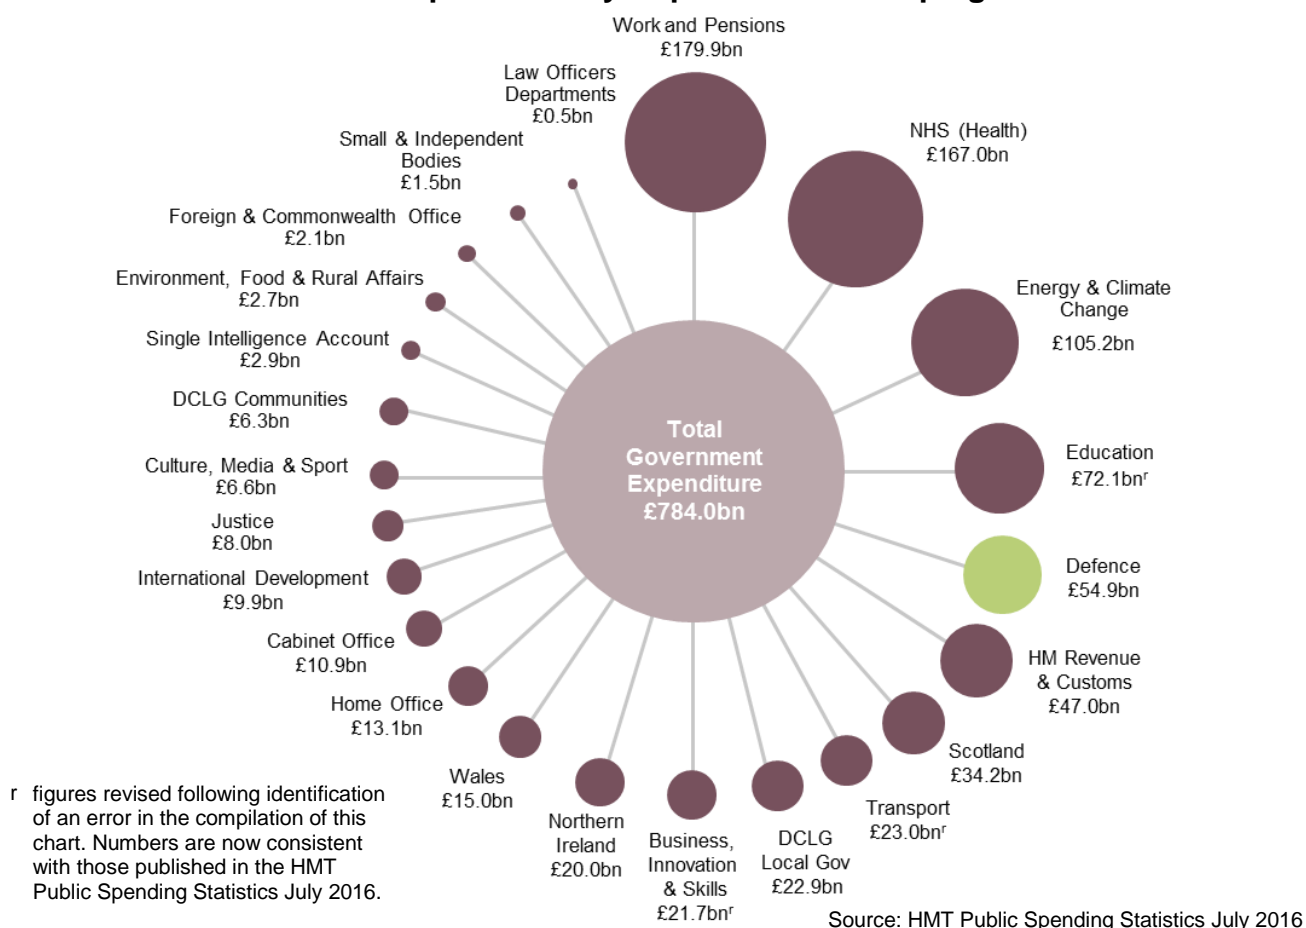 Work and Pensions
£179.9bn
NHS (Health)
£167.0bn
Energy & Climate
Change
£105.2bn
Education
£72.1bnʳ
Defence
£54.9bn
HM Revenue
& Customs
£47.0bn
Scotland
£34.2bn
Transport
£23.0bnʳ
DCLG
Local Gov
£22.9bn
Business,
Innovation
& Skills
£21.7bnʳ
Northern
Ireland
£20.0bn
Wales
£15.0bn
Home Office
£13.1bn
Cabinet Office
£10.9bn
International Development
£9.9bn
Justice
£8.0bn
Culture, Media & Sport
£6.6bn
DCLG Communities
£6.3bn
Single Intelligence Account
£2.9bn
Environment, Food & Rural Affairs
£2.7bn
Foreign & Commonwealth Office
£2.1bn
Small & Independent
Bodies
£1.5bn
Law Officers
Departments
£0.5bn
Total
Government
Expenditure
£784.0bn
r figures revised following identification
of an error in the compilation of this
chart. Numbers are now consistent
with those published in the HMT
Public Spending Statistics July 2016.
Source: HMT Public Spending Statistics July 2016